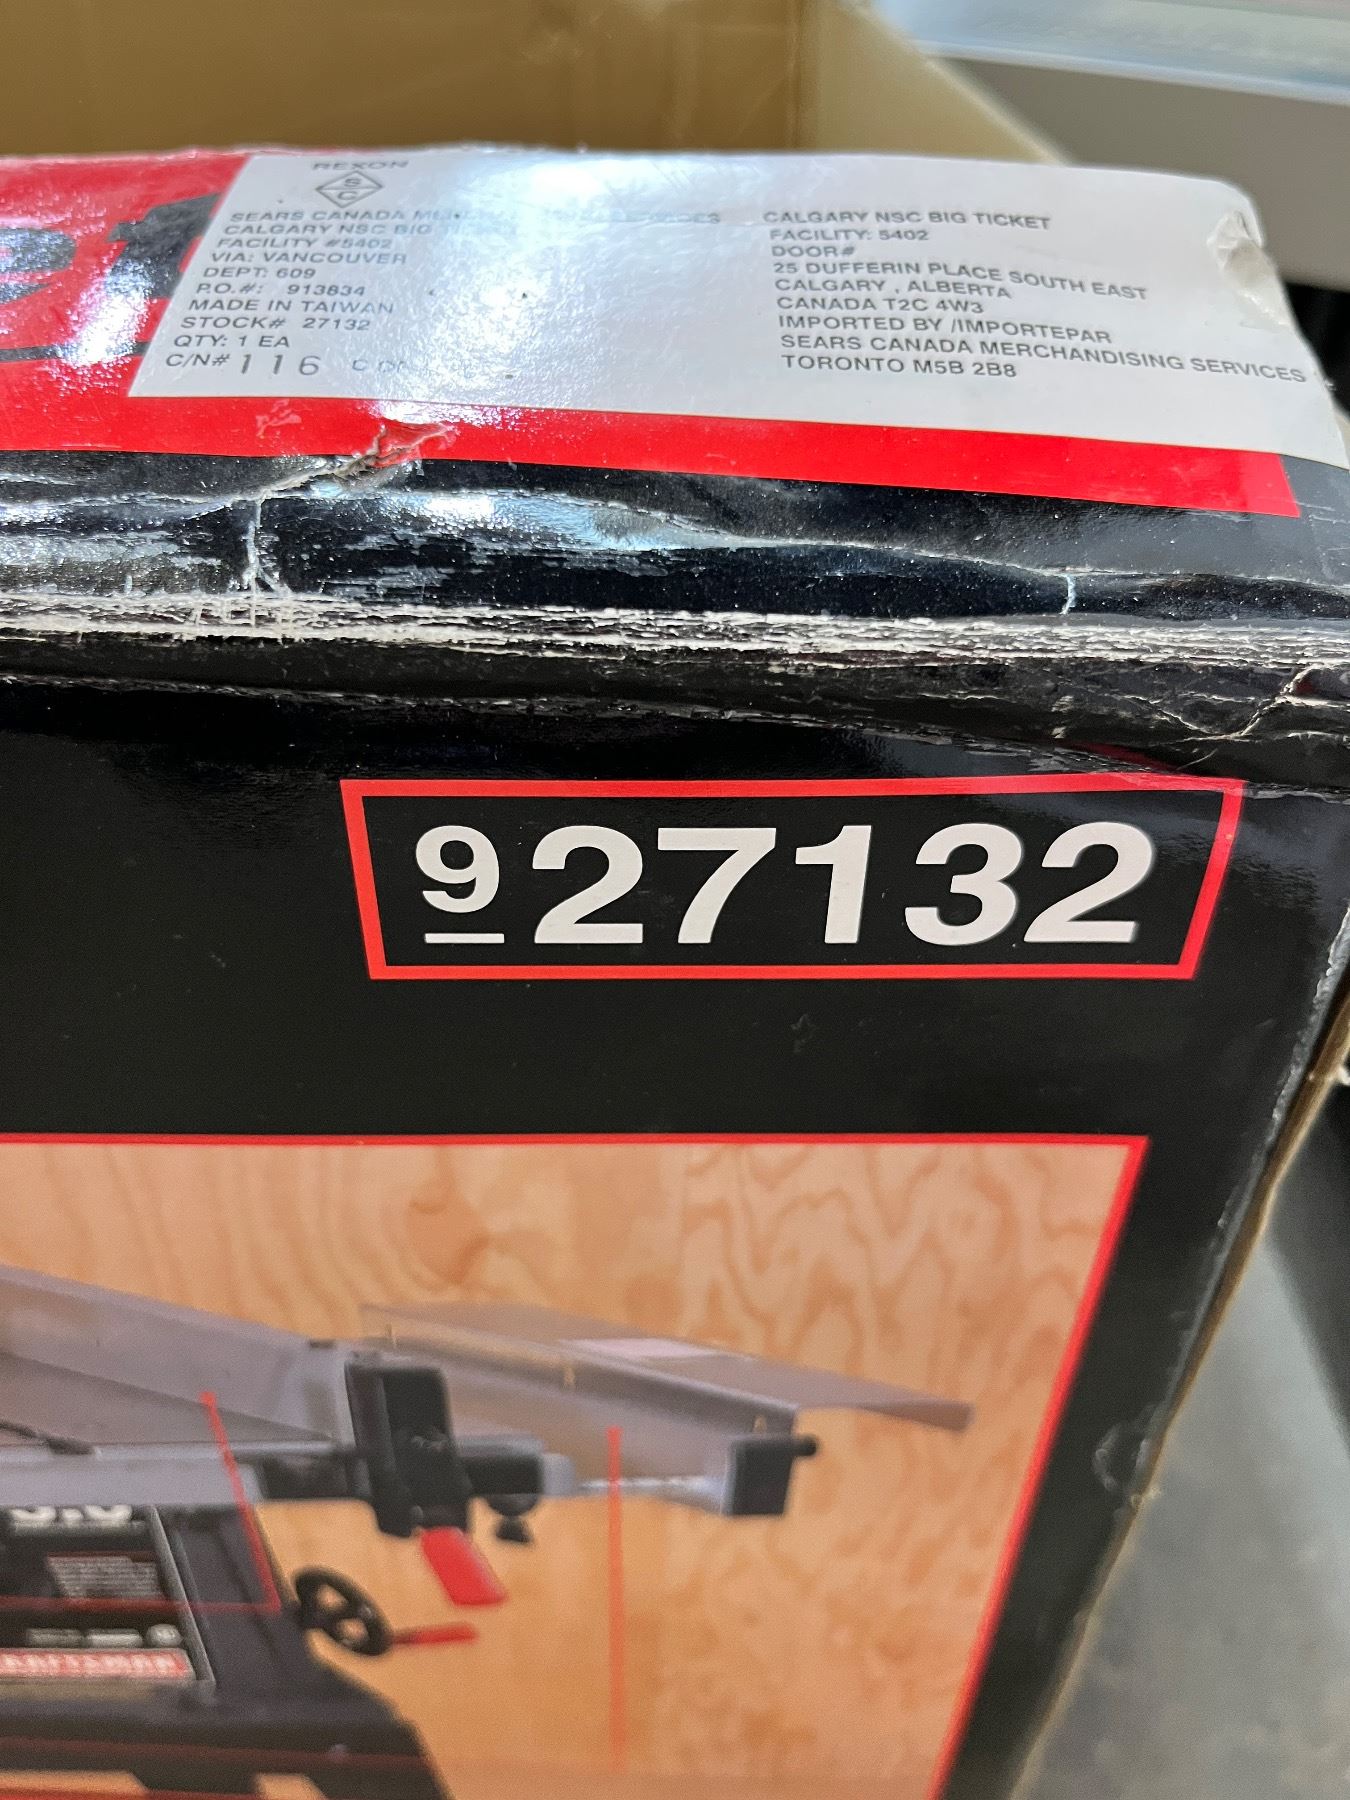 REXON
S
C
SEARS CANADA
CALGARY NSC BIG
FACILITY #5402
VIA: VANCOUVER
DEPT: 609
P.O.#: 913834
MADE IN TAIWAN
STOCK# 27132
QTY: 1 EA
C/N# 116
CALGARY NSC BIG TICKET
FACILITY: 5402
DOOR#
25 DUFFERIN PLACE SOUTH EAST
CALGARY , ALBERTA
CANADA T2C 4W3
IMPORTED BY /IMPORTEPAR
SEARS CANADA MERCHANDISING SERVICES
TORONTO M5B 2B8
9 27132